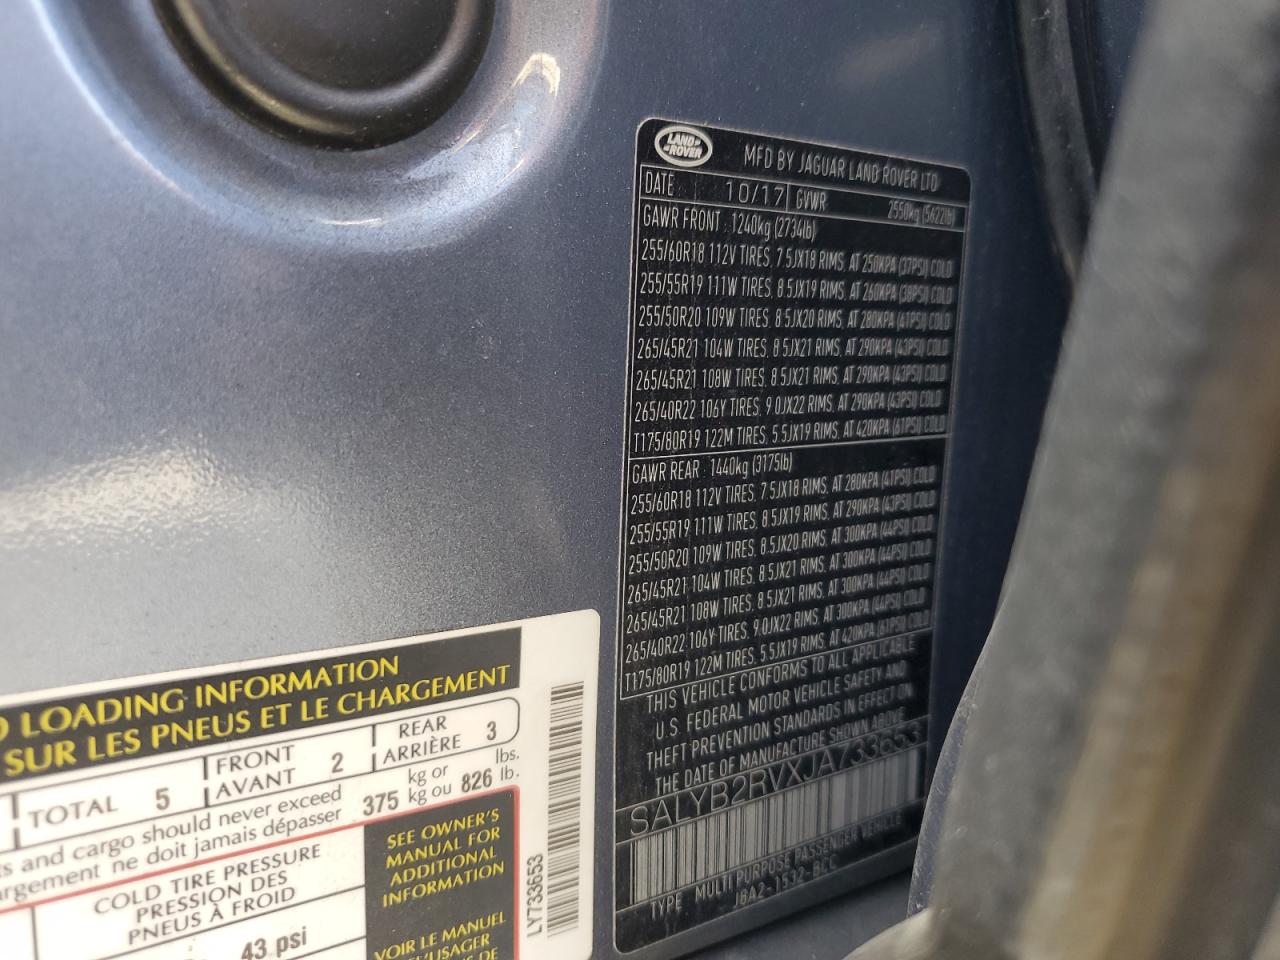 LAND ROVER
MFD BY JAGUAR LAND ROVER LTD
DATE 10/17 GVWR 2550kg (5622lb)
GAWR FRONT 1240kg (2734lb)
255/60R18 112V TIRES, 7.5JX18 RIMS, AT 250KPA (37PSI) COLD
255/55R19 111W TIRES, 8.5JX19 RIMS, AT 260KPA (38PSI) COLD
255/50R20 109W TIRES, 8.5JX20 RIMS, AT 280KPA (41PSI) COLD
265/45R21 104W TIRES, 8.5JX21 RIMS, AT 290KPA (43PSI) COLD
265/45R21 108W TIRES, 8.5JX21 RIMS, AT 290KPA (43PSI) COLD
265/40R22 106Y TIRES, 9.0JX22 RIMS, AT 290KPA (43PSI) COLD
T175/80R19 122M TIRES, 5.5JX19 RIMS, AT 420KPA (61PSI) COLD
GAWR REAR 1440kg (3175lb)
255/60R18 112V TIRES, 7.5JX18 RIMS, AT 280KPA (41PSI) COLD
255/55R19 111W TIRES, 8.5JX19 RIMS, AT 290KPA (43PSI) COLD
255/50R20 109W TIRES, 8.5JX20 RIMS, AT 300KPA (44PSI) COLD
265/45R21 104W TIRES, 8.5JX21 RIMS, AT 300KPA (44PSI) COLD
265/45R21 108W TIRES, 8.5JX21 RIMS, AT 300KPA (44PSI) COLD
265/40R22 106Y TIRES, 9.0JX22 RIMS, AT 300KPA (44PSI) COLD
T175/80R19 122M TIRES, 5.5JX19 RIMS, AT 420KPA (61PSI) COLD
THIS VEHICLE CONFORMS TO ALL APPLICABLE
U.S. FEDERAL MOTOR VEHICLE SAFETY AND
THEFT PREVENTION STANDARDS IN EFFECT ON
THE DATE OF MANUFACTURE SHOWN ABOVE
SALYB2RVXJA733653
TYPE MULTI PURPOSE PASSENGER VEHICLE
JBA2-1532-BCC
LOADING INFORMATION
SUR LES PNEUS ET LE CHARGEMENT
TOTAL 5 FRONT AVANT 2 REAR ARRIÈRE 3
and cargo should never exceed 375 kg or 826 lbs.
ne doit jamais dépasser kg ou lb.
COLD TIRE PRESSURE
PRESSION DES
PNEUS À FROID
43 psi
SEE OWNER'S
MANUAL FOR
ADDITIONAL
INFORMATION
VOIR LE MANUEL
LY733653